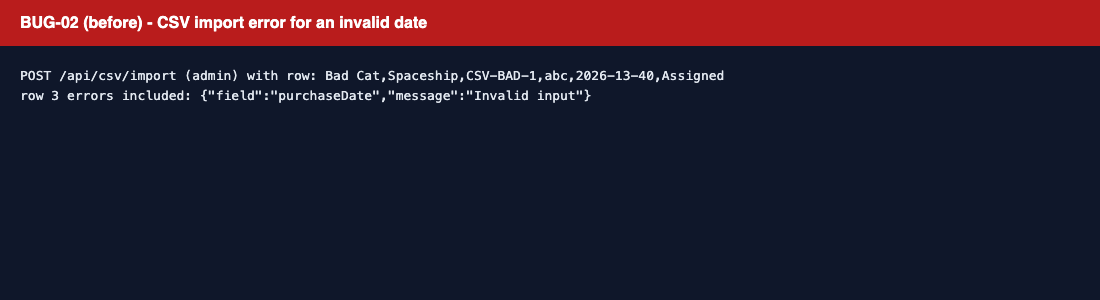 BUG-02 (before) - CSV import error for an invalid date
POST /api/csv/import (admin) with row: Bad Cat,Spaceship,CSV-BAD-1,abc,2026-13-40,Assigned
row 3 errors included: {"field":"purchaseDate","message":"Invalid input"}